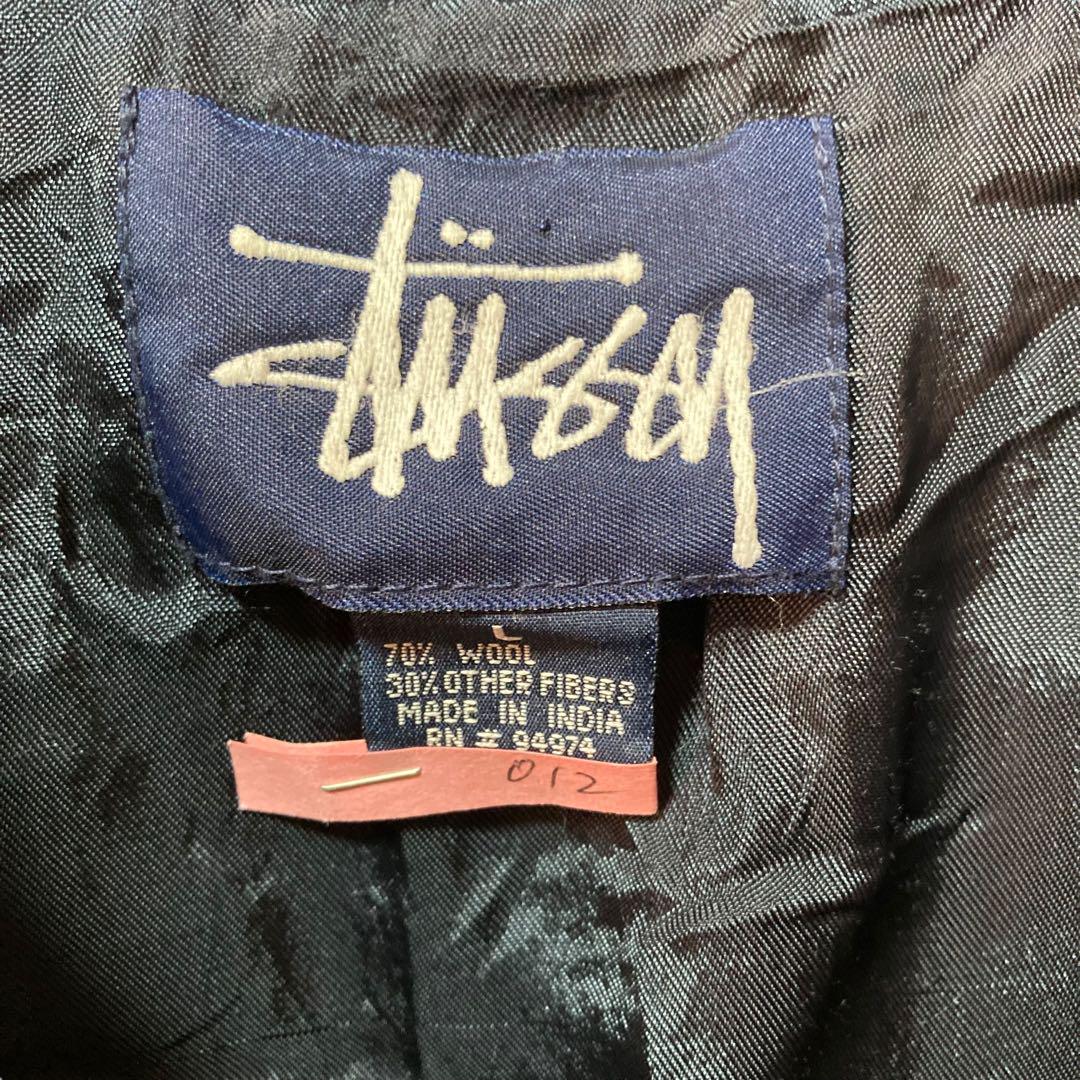 Stüssy
L
70% WOOL
30% OTHER FIBERS
MADE IN INDIA
RN # 94974
012